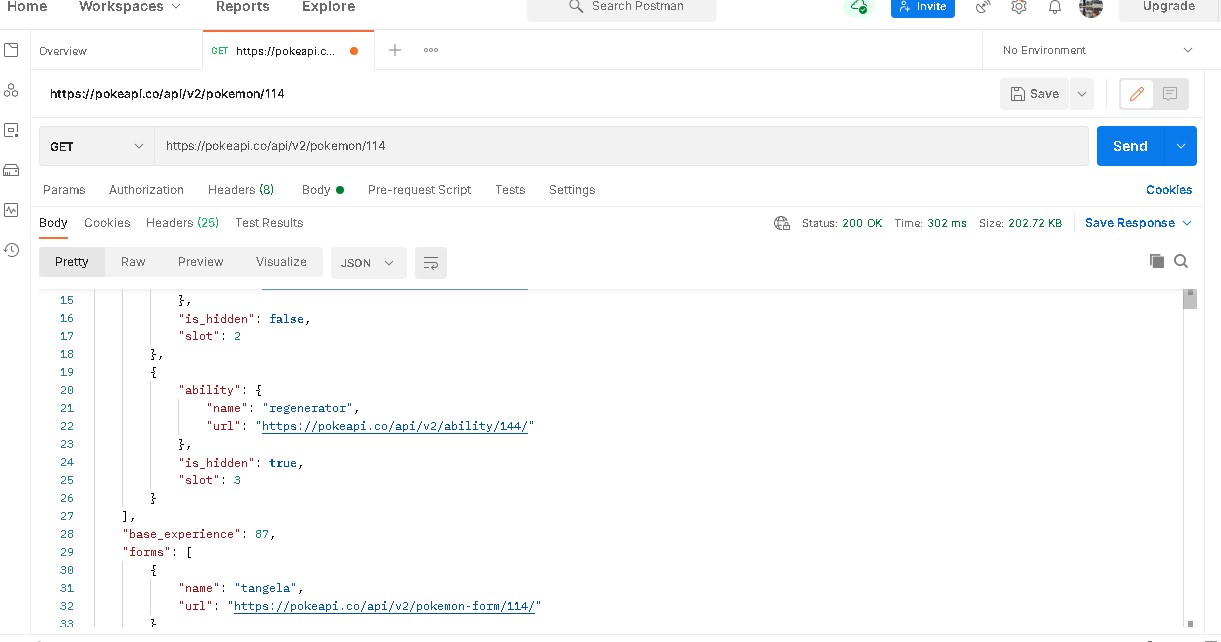 Home Workspaces Reports Explore Search Postman Invite Upgrade
Overview GET https://pokeapi.c... No Environment
https://pokeapi.co/api/v2/pokemon/114 Save
GET https://pokeapi.co/api/v2/pokemon/114 Send
Params Authorization Headers (8) Body Pre-request Script Tests Settings Cookies
Body Cookies Headers (25) Test Results Status: 200 OK Time: 302 ms Size: 202.72 KB Save Response
Pretty Raw Preview Visualize JSON
15 },
16 "is_hidden": false,
17 "slot": 2
18 },
19 {
20 "ability": {
21 "name": "regenerator",
22 "url": "https://pokeapi.co/api/v2/ability/144/"
23 },
24 "is_hidden": true,
25 "slot": 3
26 }
27 ],
28 "base_experience": 87,
29 "forms": [
30 {
31 "name": "tangela",
32 "url": "https://pokeapi.co/api/v2/pokemon-form/114/"
33 }